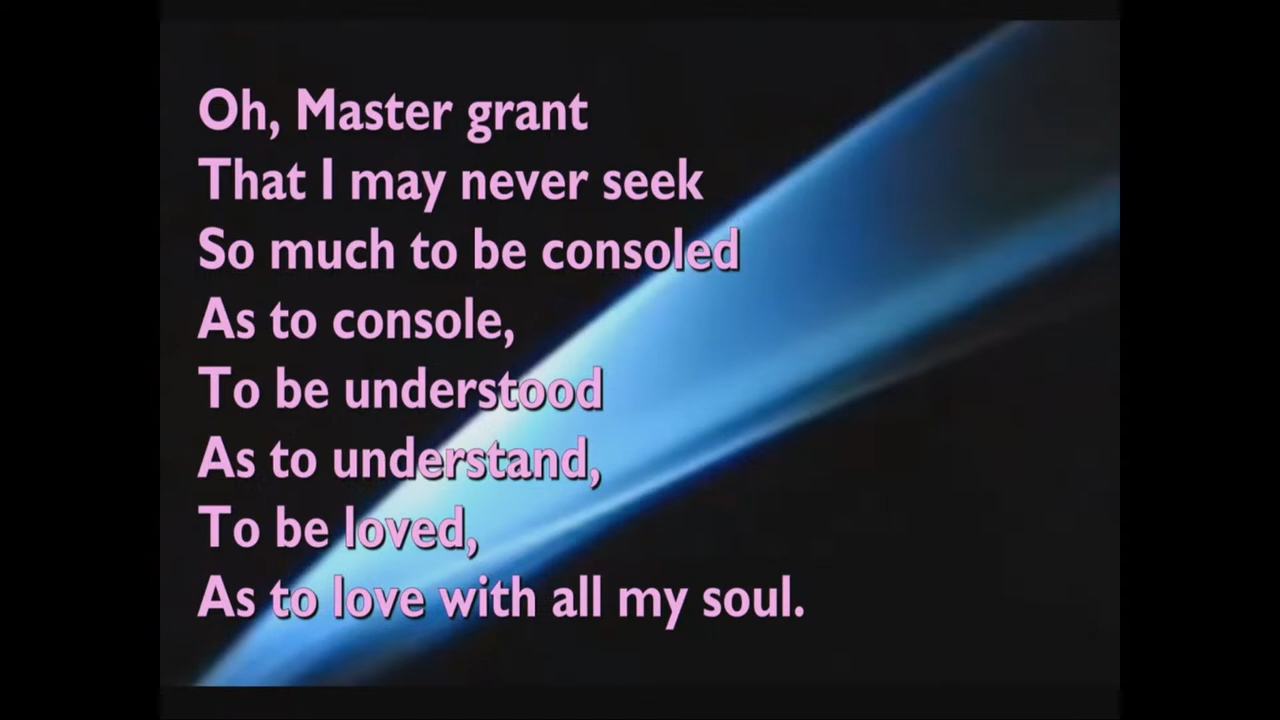 Oh, Master grant
That I may never seek
So much to be consoled
As to console,
To be understood
As to understand,
To be loved,
As to love with all my soul.